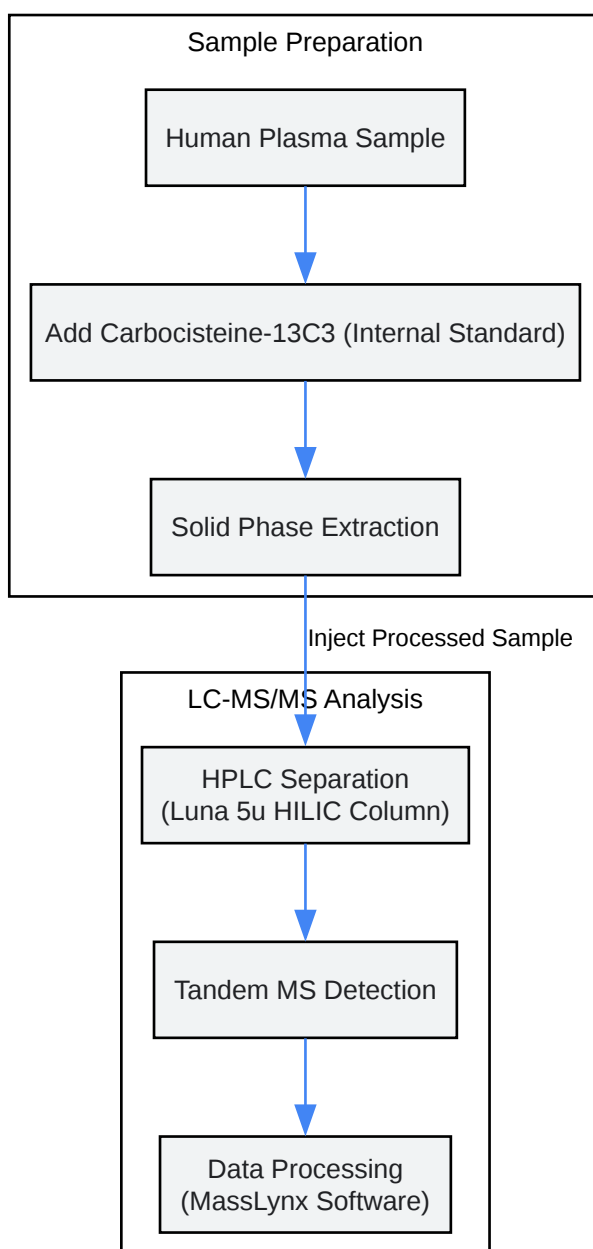 Sample Preparation
Human Plasma Sample
Add Carbocisteine-13C3 (Internal Standard)
Solid Phase Extraction
Inject Processed Sample
LC-MS/MS Analysis
HPLC Separation
(Luna 5u HILIC Column)
Tandem MS Detection
Data Processing
(MassLynx Software)